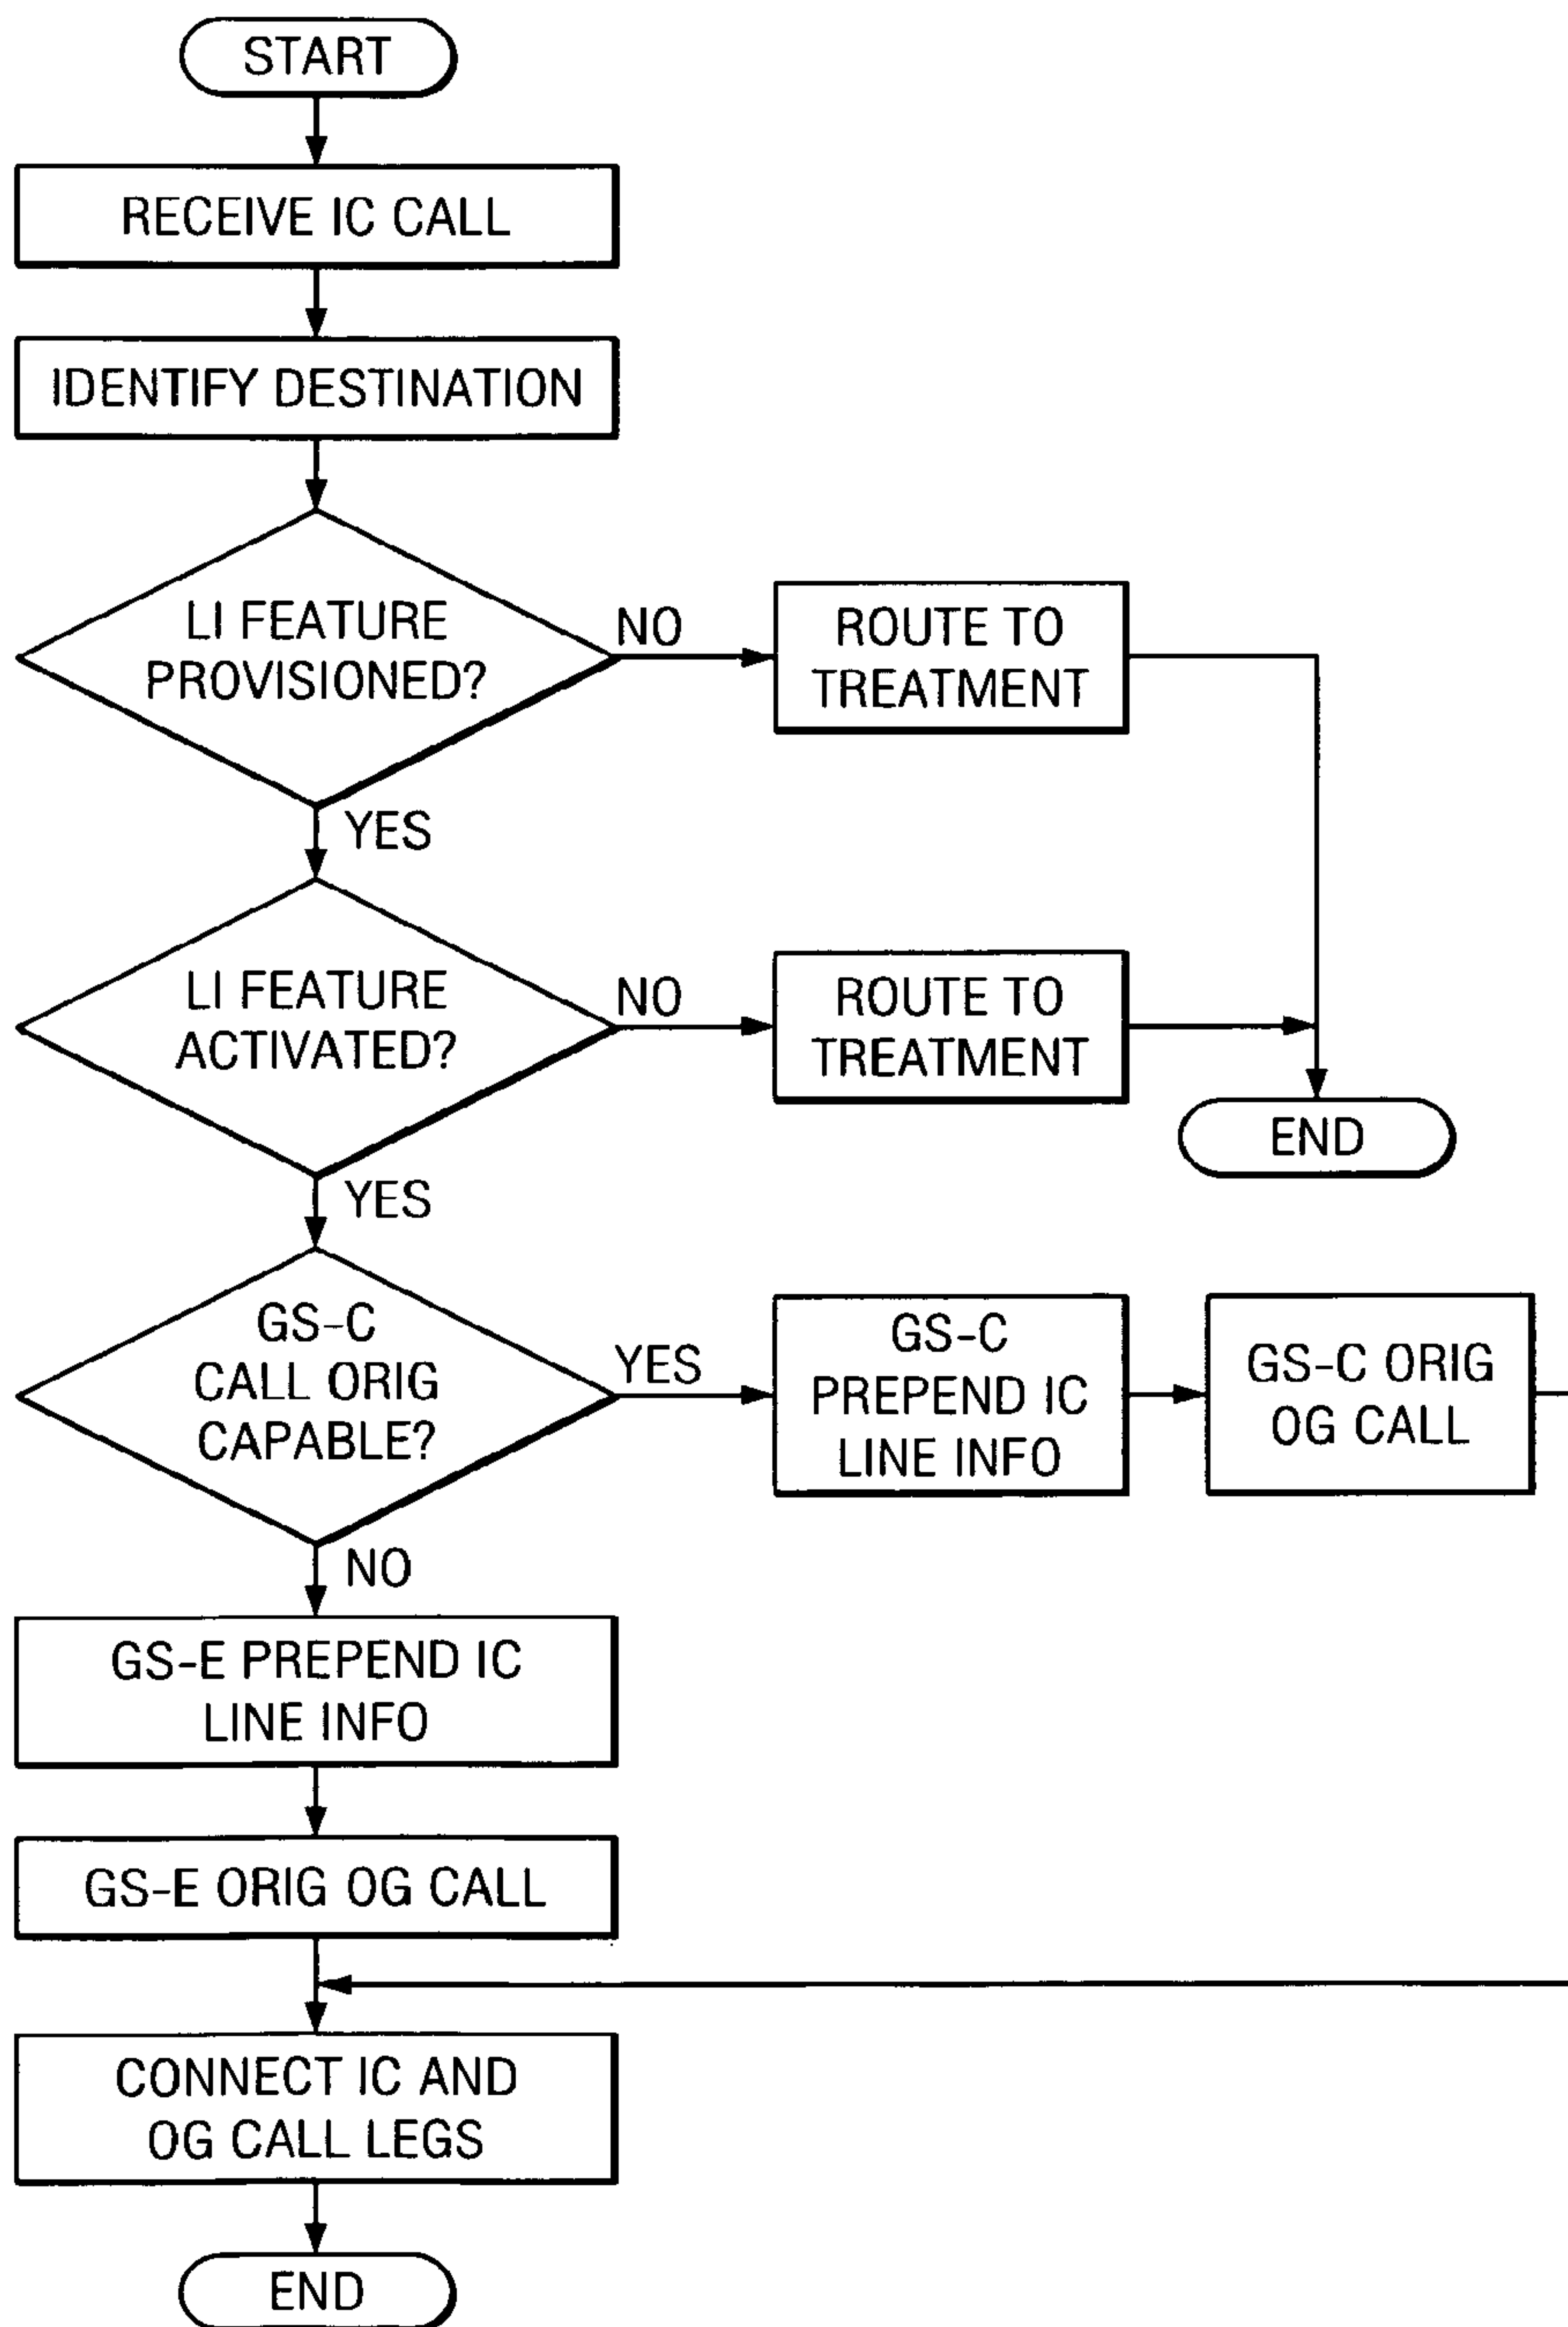 START
RECEIVE IC CALL
IDENTIFY DESTINATION
LI FEATURE
PROVISIONED?
NO
ROUTE TO
TREATMENT
YES
LI FEATURE
ACTIVATED?
NO
ROUTE TO
TREATMENT
END
YES
GS-C
CALL ORIG
CAPABLE?
YES
GS-C
PREPEND IC
LINE INFO
GS-C ORIG
OG CALL
NO
GS-E PREPEND IC
LINE INFO
GS-E ORIG OG CALL
CONNECT IC AND
OG CALL LEGS
END